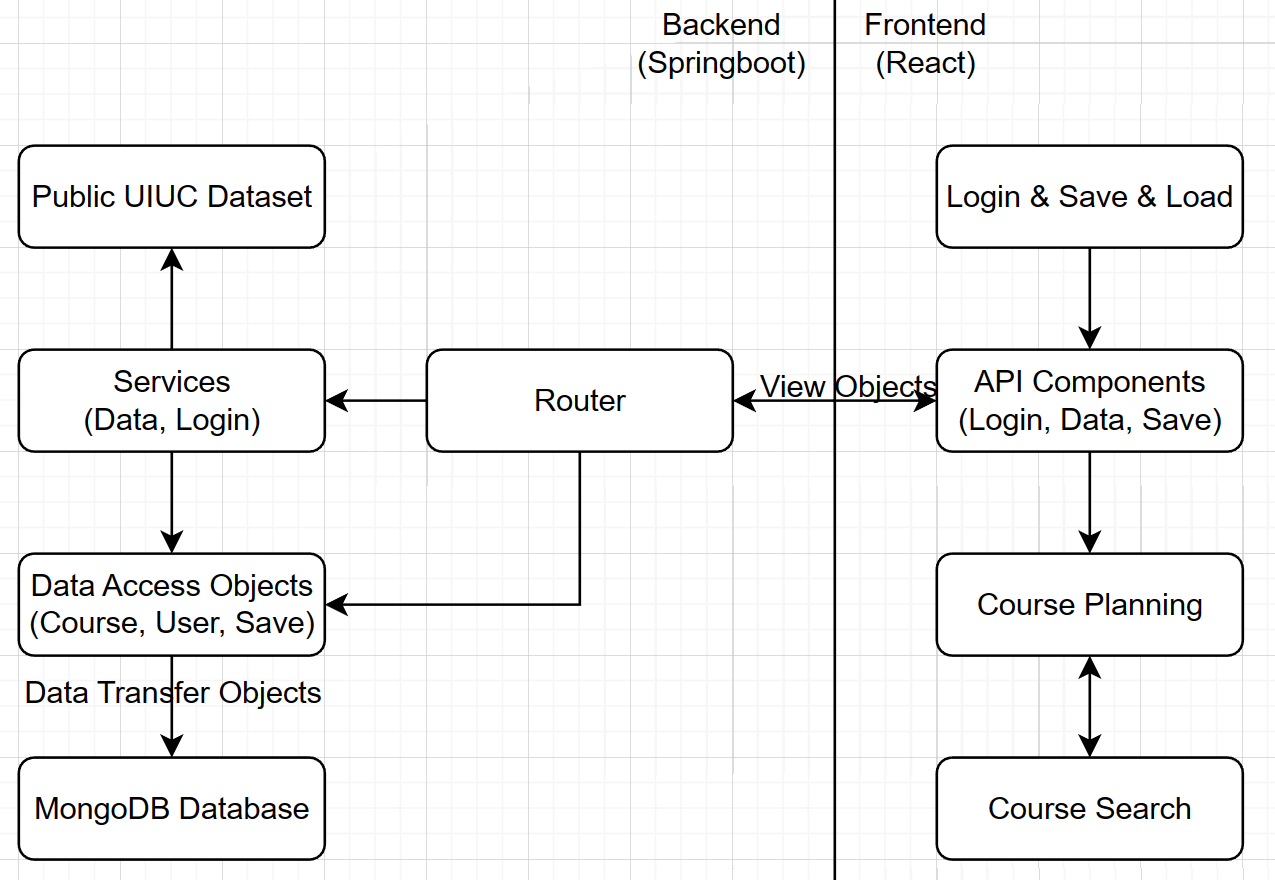 Backend
(Springboot)
Frontend
(React)
Public UIUC Dataset
Login & Save & Load
Services
(Data, Login)
Router
View Objects
API Components
(Login, Data, Save)
Data Access Objects
(Course, User, Save)
Course Planning
Data Transfer Objects
MongoDB Database
Course Search